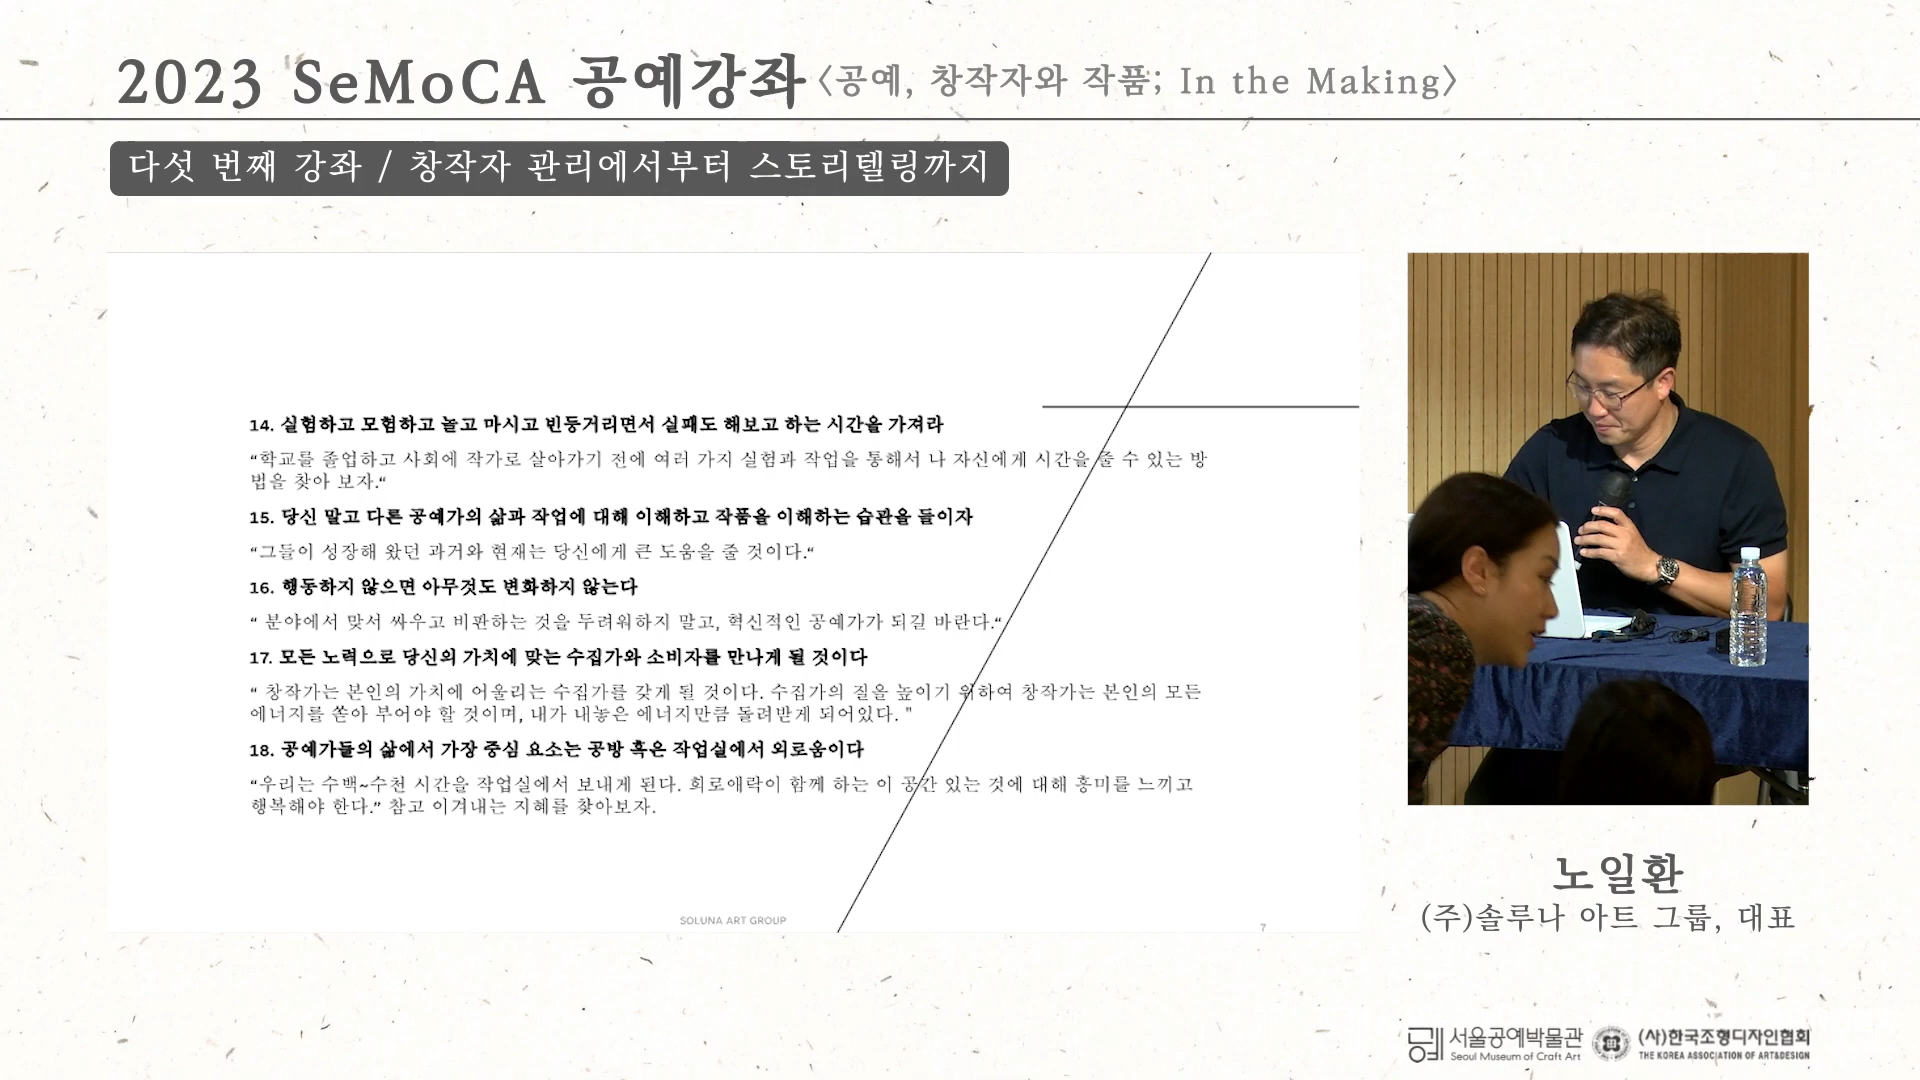 2023 SeMoCA 공예강좌 〈공예, 창작자와 작품; In the Making〉
다섯 번째 강좌 / 창작자 관리에서부터 스토리텔링까지
14. 실험하고 모험하고 놀고 마시고 빈둥거리면서 실패도 해보고 하는 시간을 가져라
“학교를 졸업하고 사회에 작가로 살아가기 전에 여러 가지 실험과 작업을 통해서 나 자신에게 시간을 줄 수 있는 방
법을 찾아 보자.“
15. 당신 말고 다른 공예가의 삶과 작업에 대해 이해하고 작품을 이해하는 습관을 들이자
“그들이 성장해 왔던 과거와 현재는 당신에게 큰 도움을 줄 것이다.“
16. 행동하지 않으면 아무것도 변화하지 않는다
“ 분야에서 맞서 싸우고 비판하는 것을 두려워하지 말고, 혁신적인 공예가가 되길 바란다.“
17. 모든 노력으로 당신의 가치에 맞는 수집가와 소비자를 만나게 될 것이다
“ 창작가는 본인의 가치에 어울리는 수집가를 갖게 될 것이다. 수집가의 질을 높이기 위하여 창작가는 본인의 모든
에너지를 쏟아 부어야 할 것이며, 내가 내놓은 에너지만큼 돌려받게 되어있다. "
18. 공예가들의 삶에서 가장 중심 요소는 공방 혹은 작업실에서 외로움이다
“우리는 수백~수천 시간을 작업실에서 보내게 된다. 희로애락이 함께 하는 이 공간 있는 것에 대해 흥미를 느끼고
행복해야 한다.” 참고 이겨내는 지혜를 찾아보자.
SOLUNA ART GROUP
7
노일환
(주)솔루나 아트 그룹, 대표
서울공예박물관
Seoul Museum of Craft Art
(사)한국조형디자인협회
THE KOREA ASSOCIATION OF ART&DESIGN